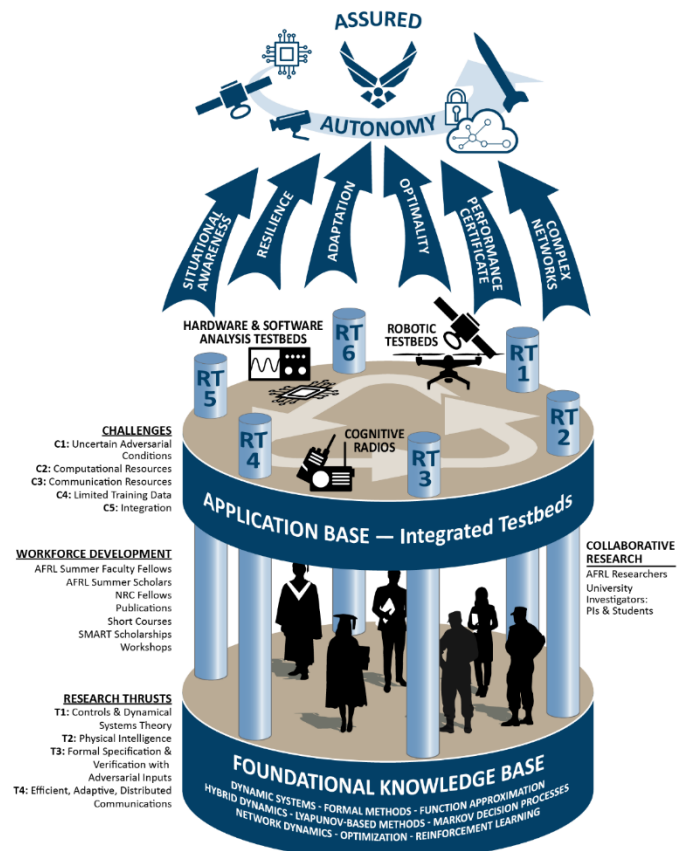 ASSURED
AUTONOMY
SITUATIONAL
AWARENESS
RESILIENCE
ADAPTATION
OPTIMALITY
PERFORMANCE
CERTIFICATE
COMPLEX
NETWORKS
HARDWARE & SOFTWARE
ANALYSIS TESTBEDS
RT
6
ROBOTIC
TESTBEDS
RT
1
RT
5
RT
2
RT
4
COGNITIVE
RADIOS
RT
3
CHALLENGES
C1: Uncertain Adversarial
Conditions
C2: Computational Resources
C3: Communication Resources
C4: Limited Training Data
C5: Integration
APPLICATION BASE — Integrated Testbeds
WORKFORCE DEVELOPMENT
AFRL Summer Faculty Fellows
AFRL Summer Scholars
NRC Fellows
Publications
Short Courses
SMART Scholarships
Workshops
COLLABORATIVE
RESEARCH
AFRL Researchers
University
Investigators:
PIs & Students
RESEARCH THRUSTS
T1: Controls & Dynamical
Systems Theory
T2: Physical Intelligence
T3: Formal Specification &
Verification with
Adversarial Inputs
T4: Efficient, Adaptive, Distributed
Communications
FOUNDATIONAL KNOWLEDGE BASE
DYNAMIC SYSTEMS - FORMAL METHODS - FUNCTION APPROXIMATION
HYBRID DYNAMICS - LYAPUNOV-BASED METHODS - MARKOV DECISION PROCESSES
NETWORK DYNAMICS - OPTIMIZATION - REINFORCEMENT LEARNING